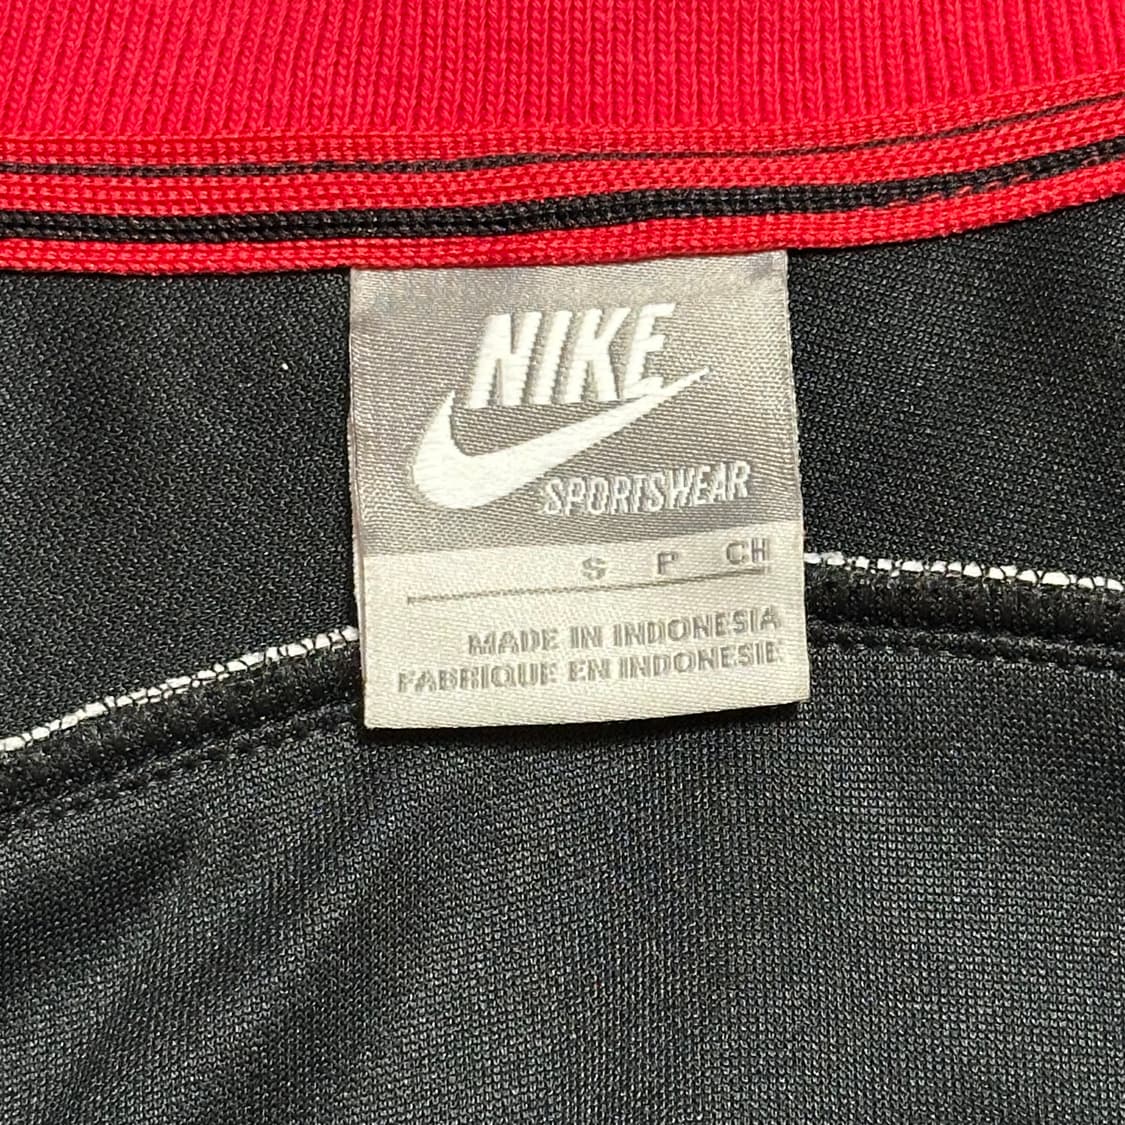 NIKE
SPORTSWEAR
S P CH
MADE IN INDONESIA
FABRIQUE EN INDONESIE